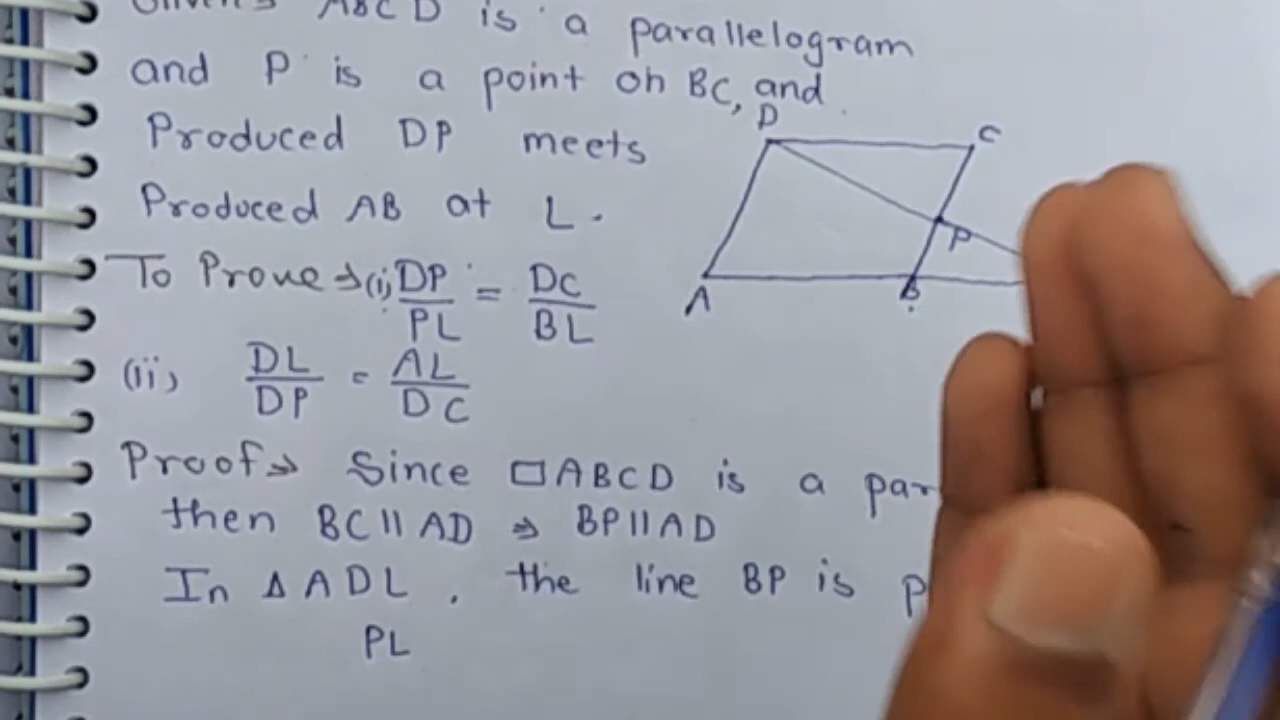 ABCD is a parallelogram
and P is a point on BC, and
Produced DP meets
Produced AB at L.
D
C
P
A
B
To Prove ⇒ (i) DP/PL = DC/BL
(ii) DL/DP = AL/DC
Proof ⇒ Since □ABCD is a par
then BC || AD ⇒ BP || AD
In Δ ADL, the line BP is p
PL